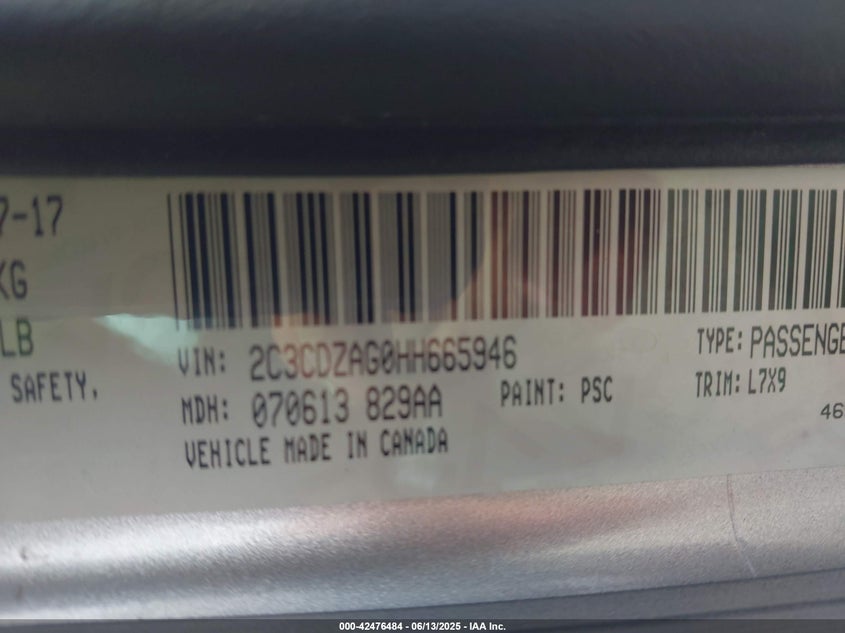 7-17
KG
LB
SAFETY.
VIN: 2C3CDZAG0HH665946
TYPE: PASSENGE
MDH: 070613 829AA
PAINT: PSC
TRIM: L7X9
VEHICLE MADE IN CANADA
46
000-42476484 - 06/13/2025 - IAA Inc.